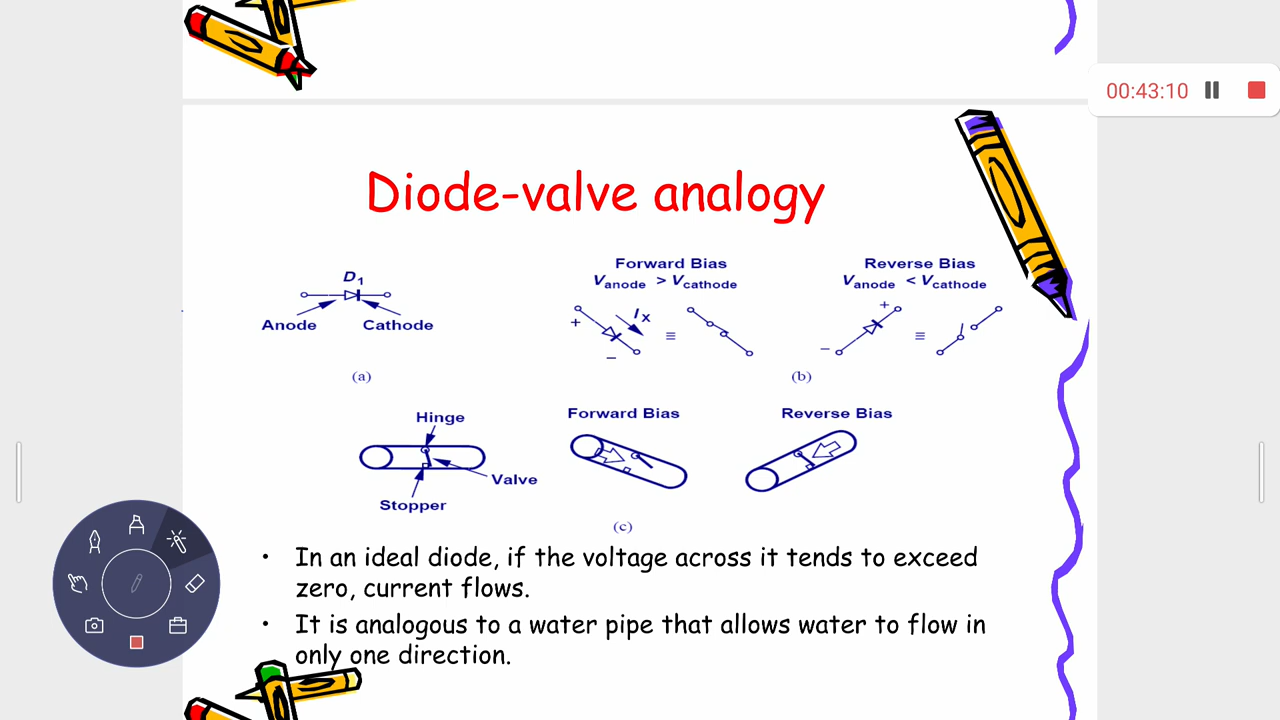 00:43:10
Diode-valve analogy
D1
Anode
Cathode
(a)
Forward Bias
Vanode > Vcathode
+
IX
≡
−
Reverse Bias
Vanode < Vcathode
+
≡
−
(b)
Hinge
Valve
Stopper
Forward Bias
Reverse Bias
(c)
• In an ideal diode, if the voltage across it tends to exceed
zero, current flows.
• It is analogous to a water pipe that allows water to flow in
only one direction.